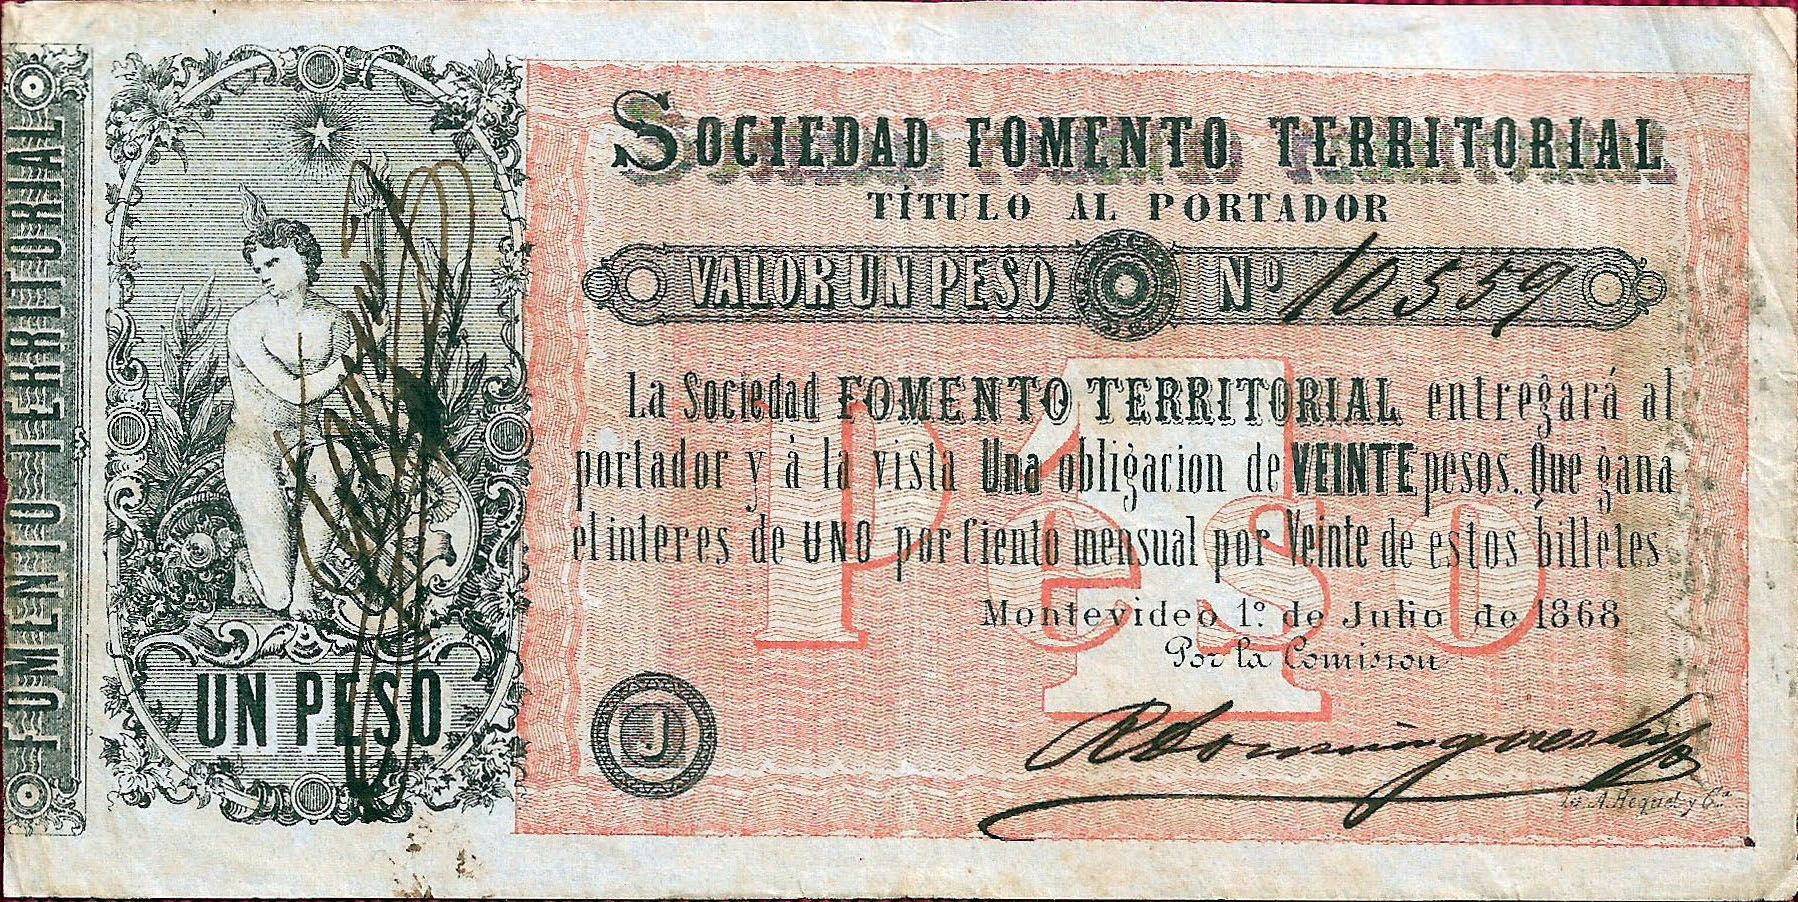 FOMENTO TERRITORIAL
UN PESO
SOCIEDAD FOMENTO TERRITORIAL
TÍTULO AL PORTADOR
VALOR UN PESO Nº 10559
La Sociedad FOMENTO TERRITORIAL entregará al
portador y á la vista Una obligacion de VEINTE pesos. Que gana
el interes de UNO por Ciento mensual por Veinte de estos billetes
Montevideo 1º. de Julio de 1868
Por la Comision
1 Peso
J
R Dominguez hijo
Lit. A. Hequet y Cia